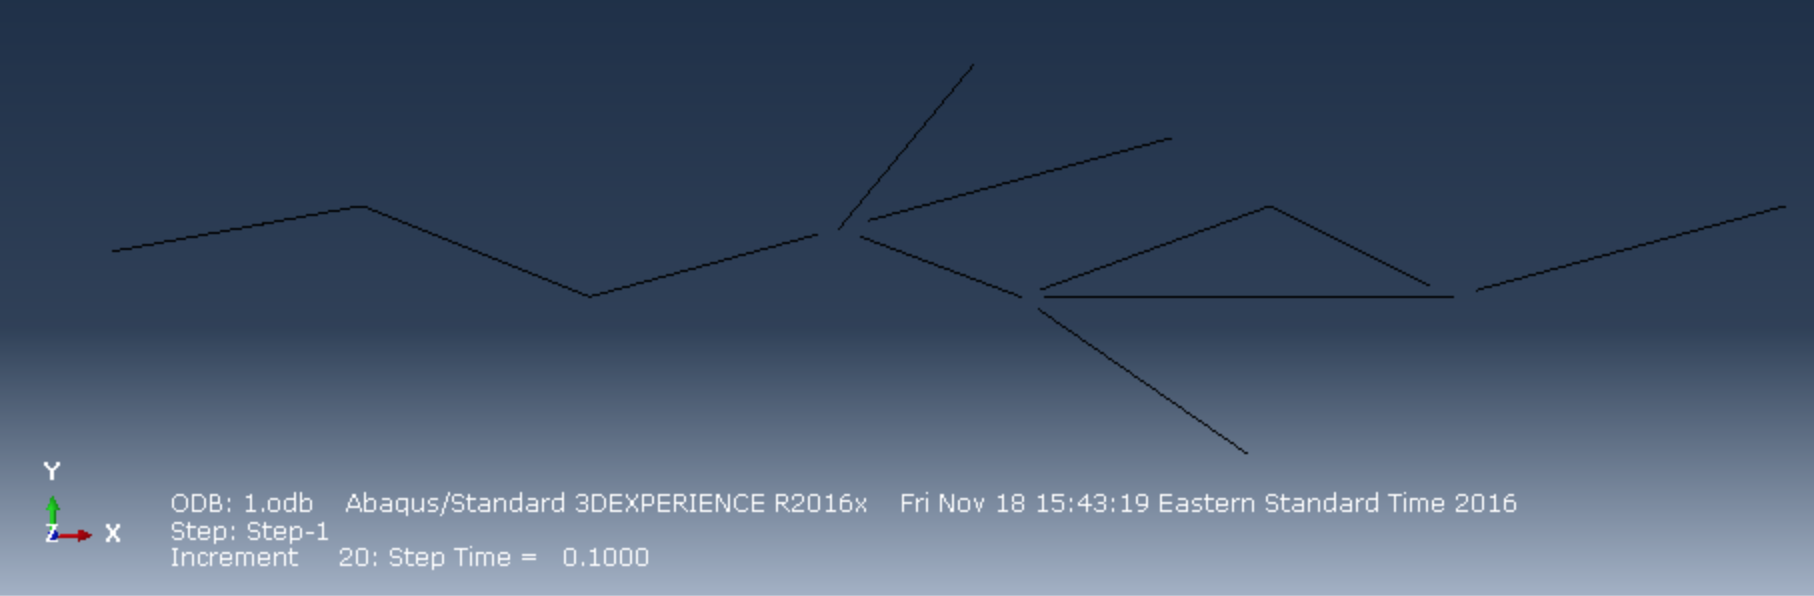 Y
Z X
ODB: 1.odb Abaqus/Standard 3DEXPERIENCE R2016x Fri Nov 18 15:43:19 Eastern Standard Time 2016
Step: Step-1
Increment 20: Step Time = 0.1000